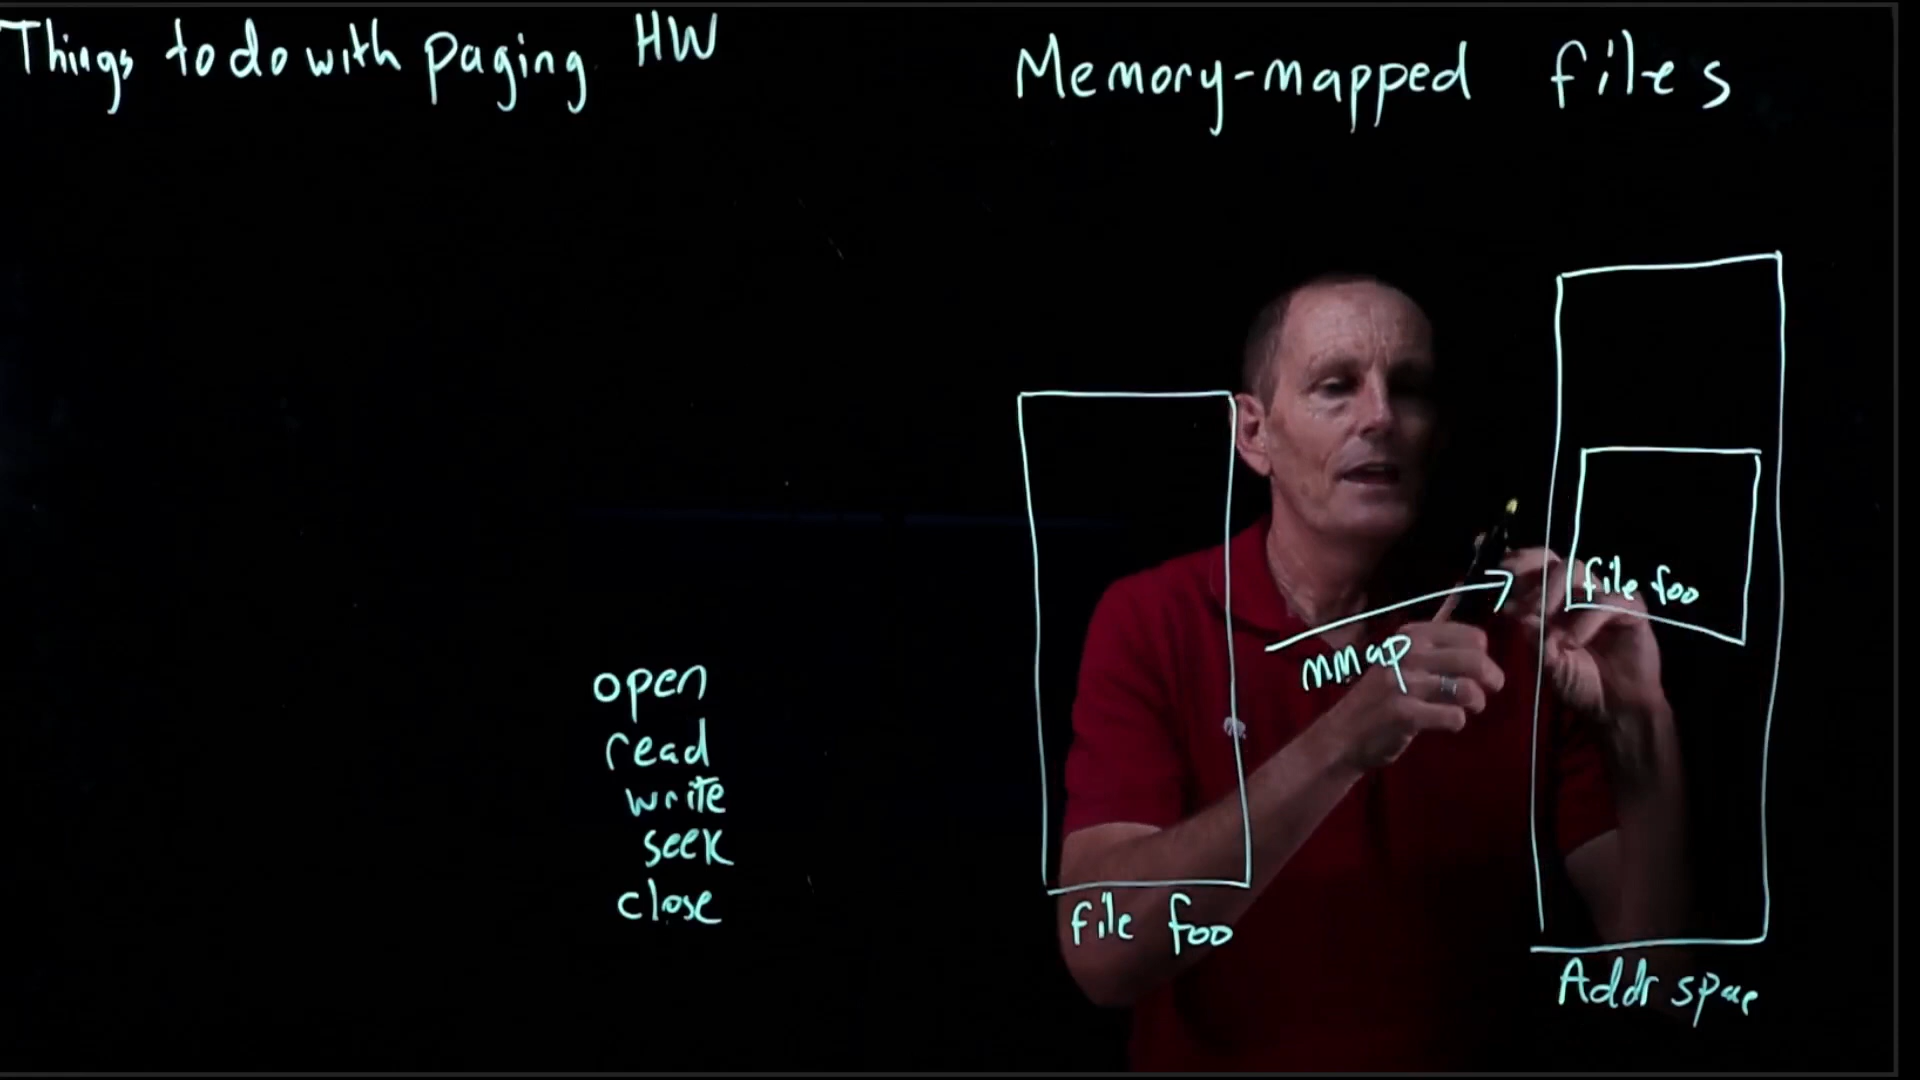 Things to do with paging HW
Memory-mapped files
open
read
write
seek
close
file foo
mmap
file foo
Addr space